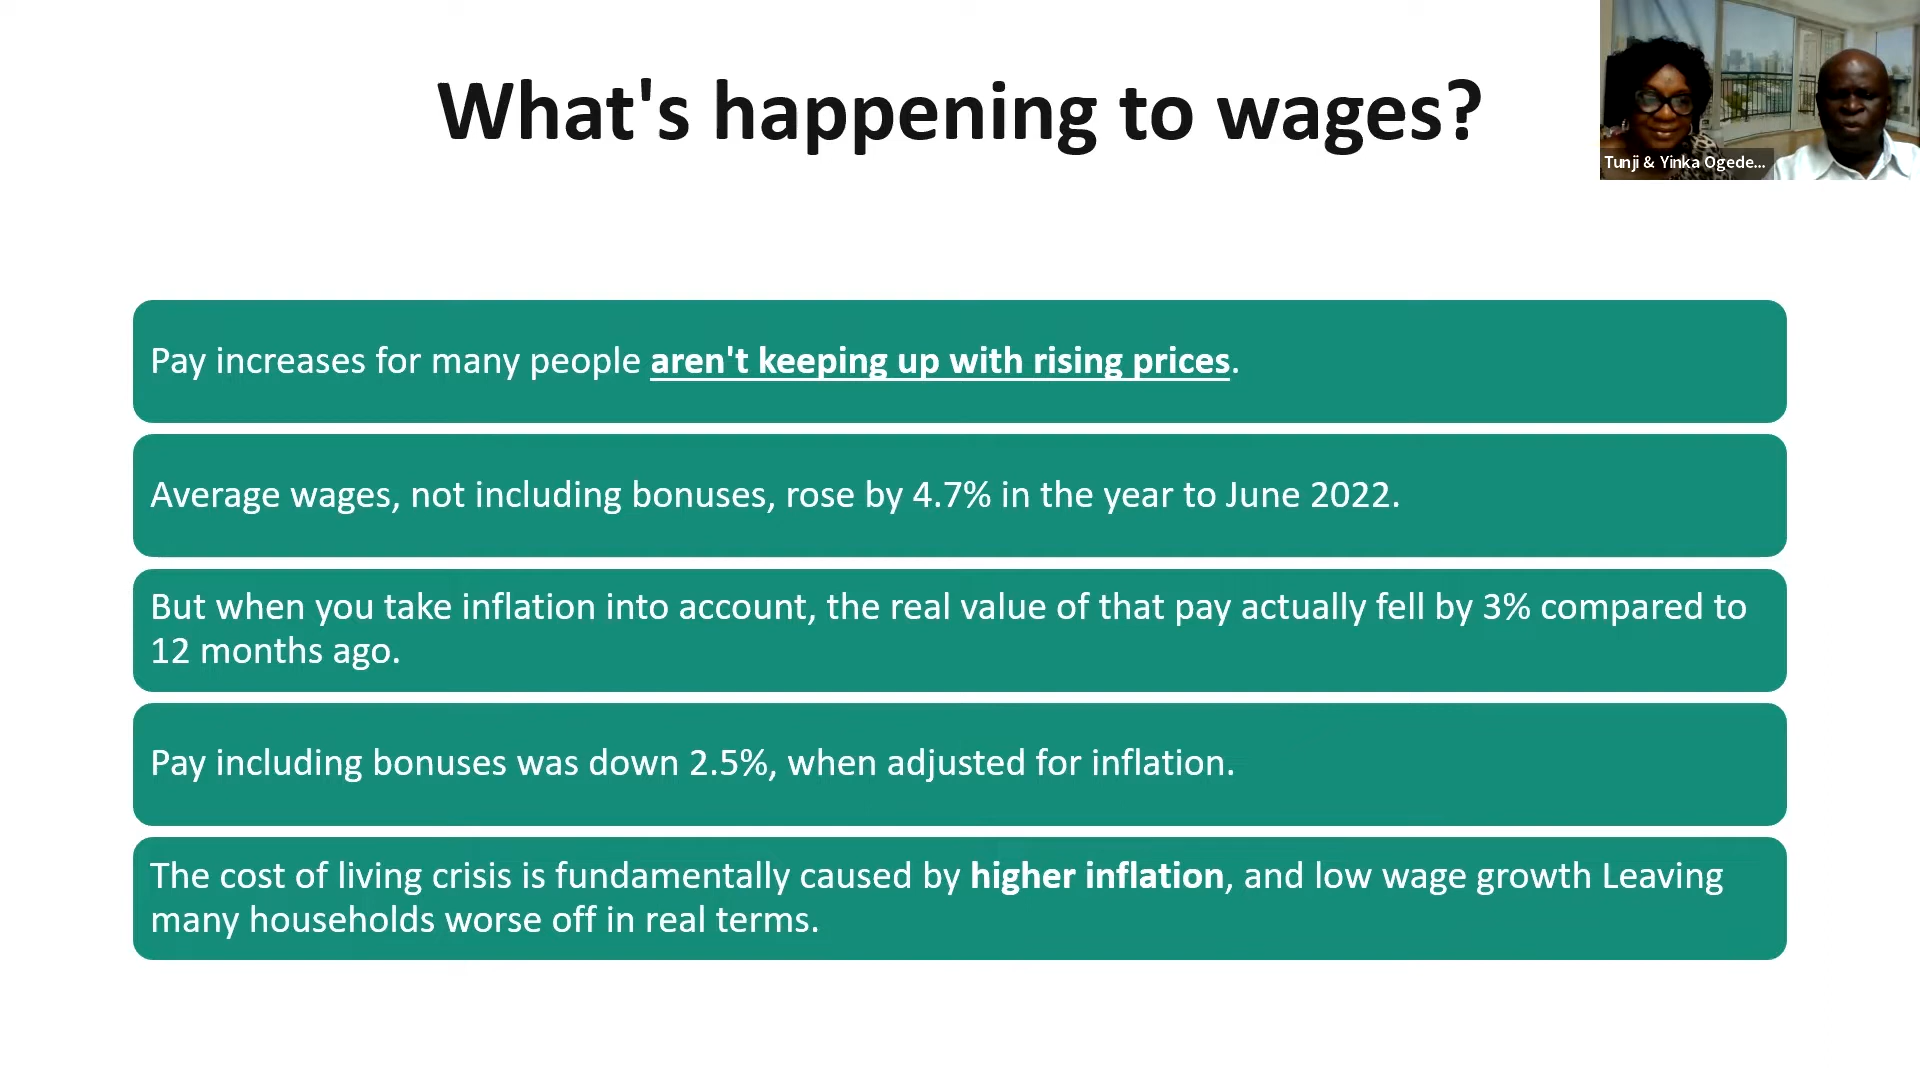 What's happening to wages?
Tunji & Yinka Ogede...
Pay increases for many people aren't keeping up with rising prices.
Average wages, not including bonuses, rose by 4.7% in the year to June 2022.
But when you take inflation into account, the real value of that pay actually fell by 3% compared to
12 months ago.
Pay including bonuses was down 2.5%, when adjusted for inflation.
The cost of living crisis is fundamentally caused by higher inflation, and low wage growth Leaving
many households worse off in real terms.